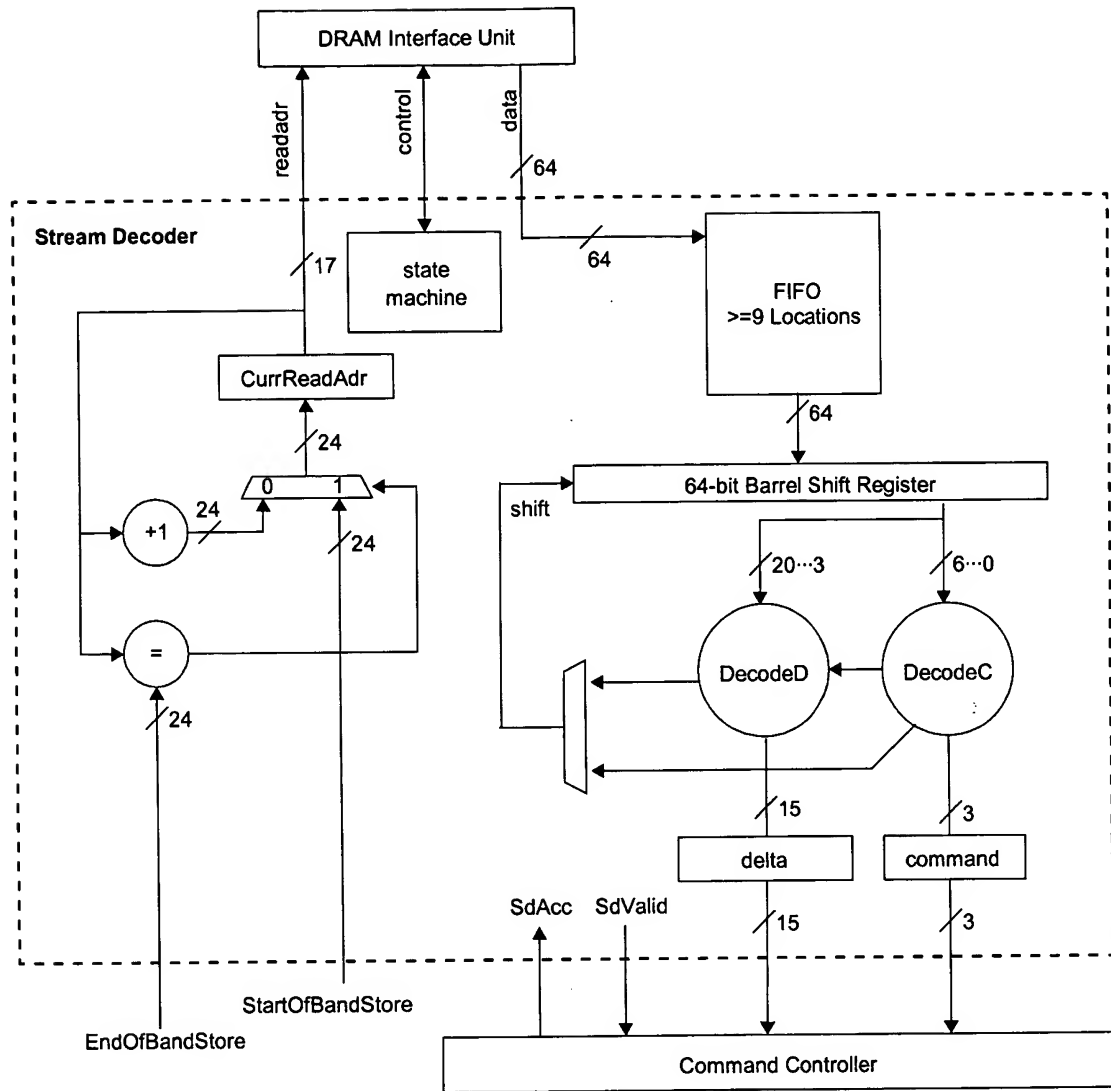 DRAM Interface Unit
readadr
control
data
64
Stream Decoder
17
state
machine
64
FIFO
>=9 Locations
CurrReadAdr
64
24
0 1
64-bit Barrel Shift Register
shift
+1
24
24
20···3
6···0
=
DecodeD
DecodeC
24
15
3
delta
command
SdAcc
SdValid
15
3
StartOfBandStore
EndOfBandStore
Command Controller